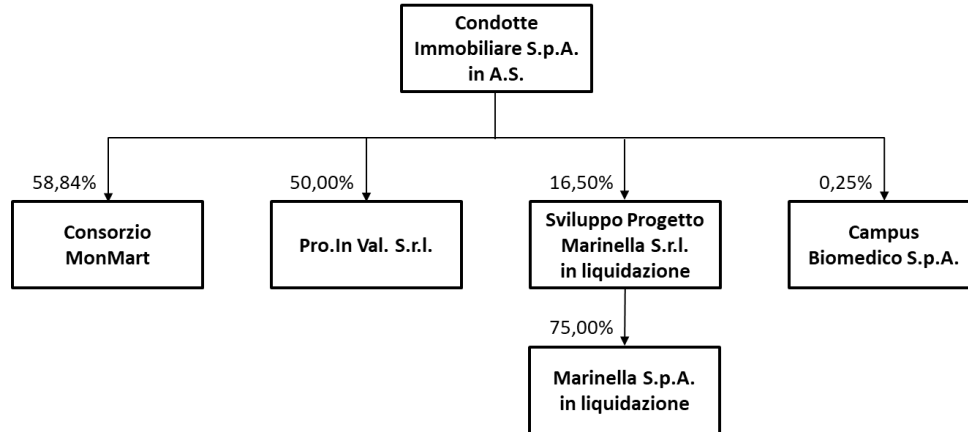 Condotte
Immobiliare S.p.A.
in A.S.
58,84%
50,00%
16,50%
0,25%
Consorzio
MonMart
Pro.In Val. S.r.l.
Sviluppo Progetto
Marinella S.r.l.
in liquidazione
Campus
Biomedico S.p.A.
75,00%
Marinella S.p.A.
in liquidazione